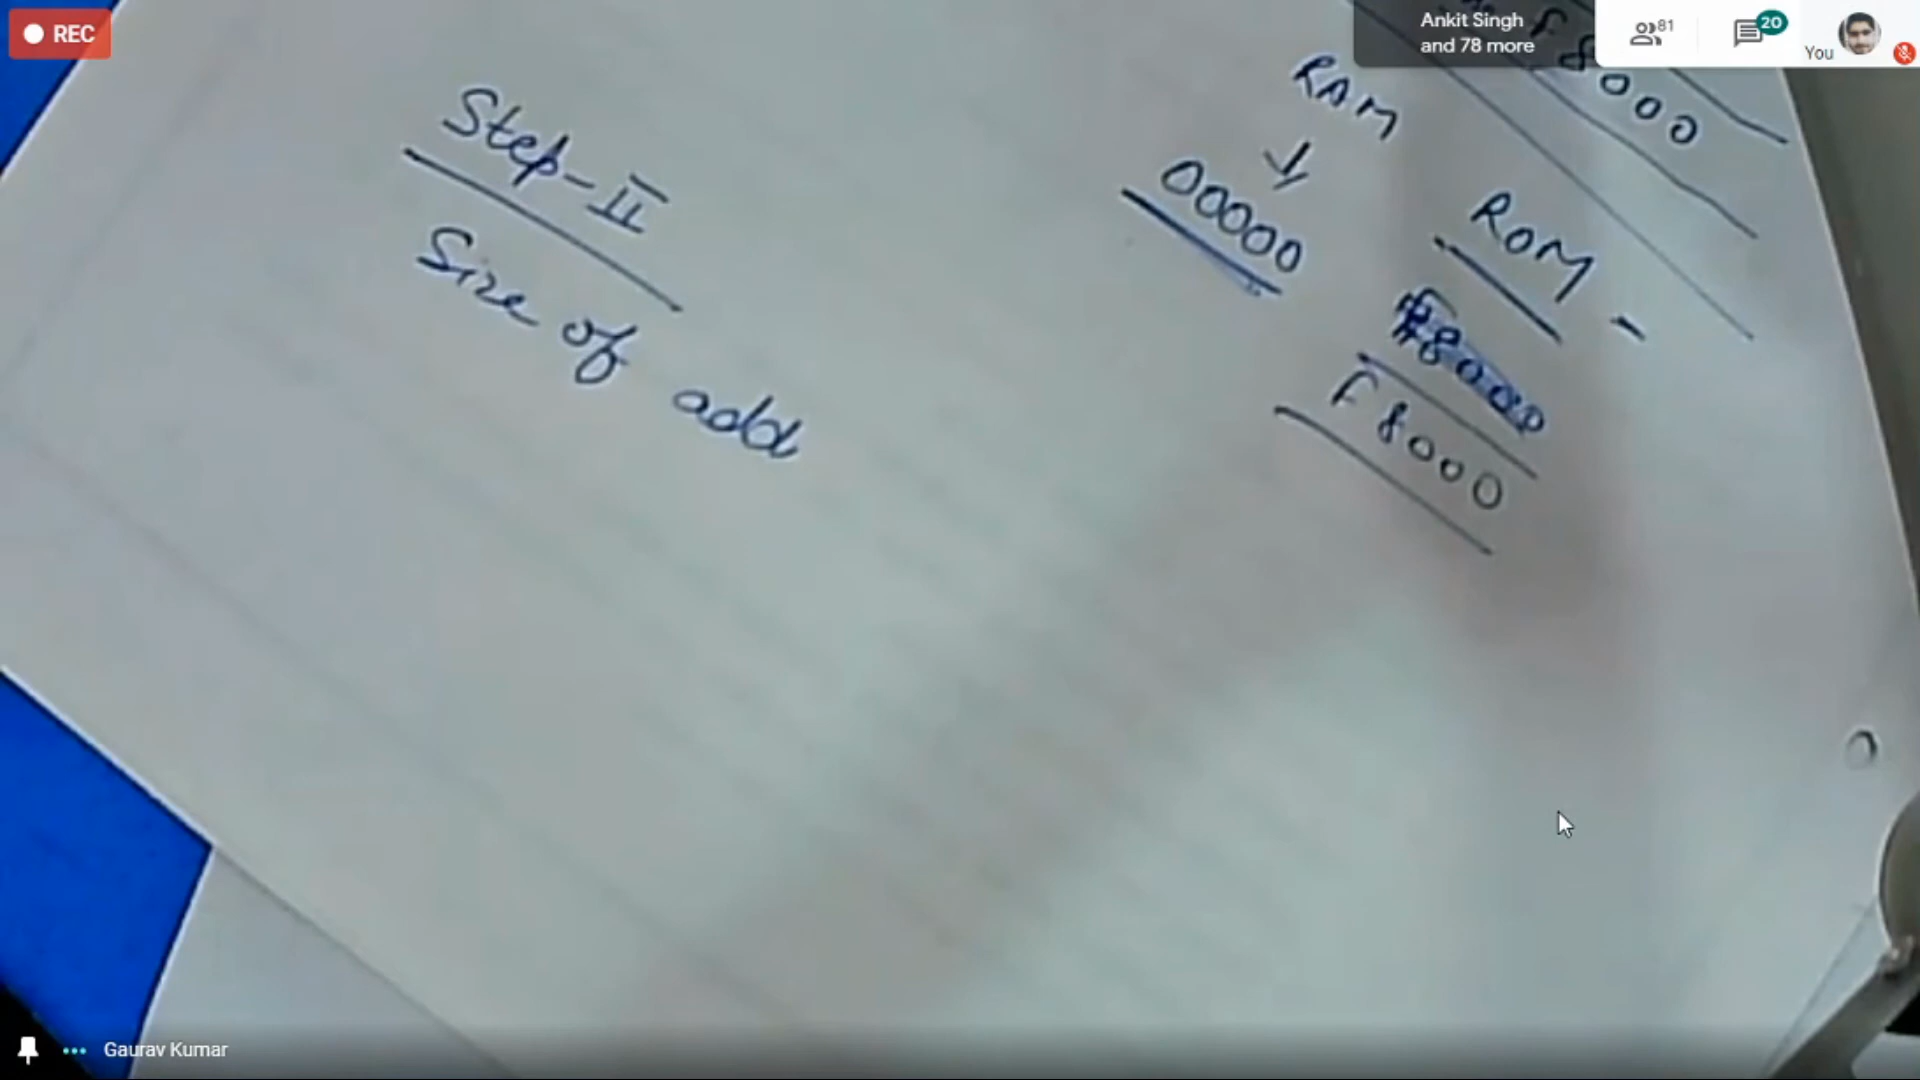 REC
Ankit Singh
and 78 more
81
20
You
F8000
Step-II
Size of add
RAM
00000
ROM -
F8000
Gaurav Kumar